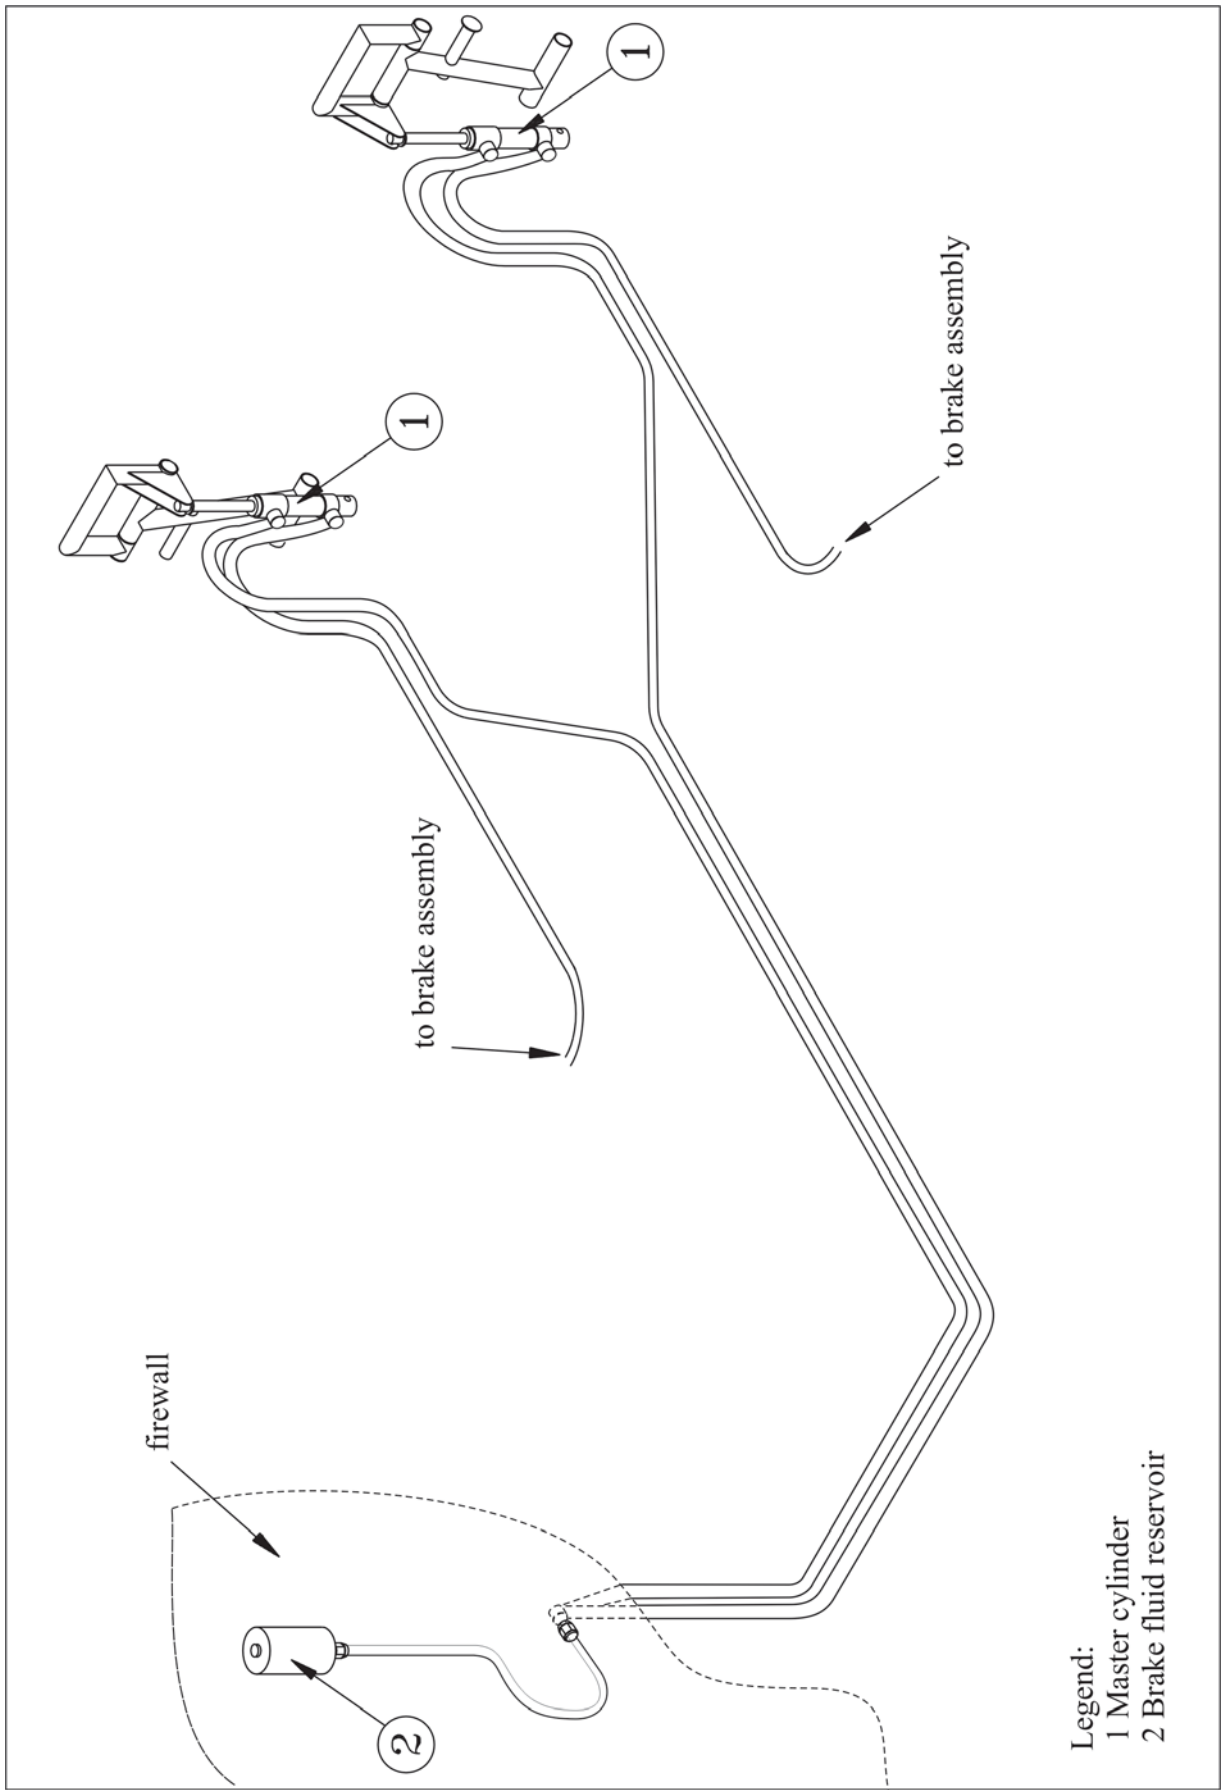 1
1
to brake assembly
to brake assembly
firewall
2
Legend:
1 Master cylinder
2 Brake fluid reservoir